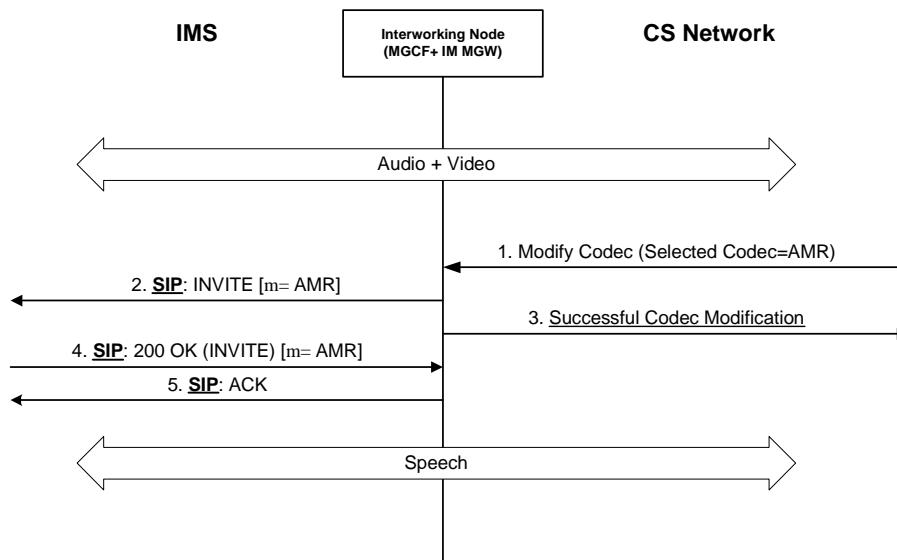 IMS
Interworking Node
(MGCF+ IM MGW)
CS Network
Audio + Video
1. Modify Codec (Selected Codec=AMR)
2. SIP: INVITE [m= AMR]
3. Successful Codec Modification
4. SIP: 200 OK (INVITE) [m= AMR]
5. SIP: ACK
Speech